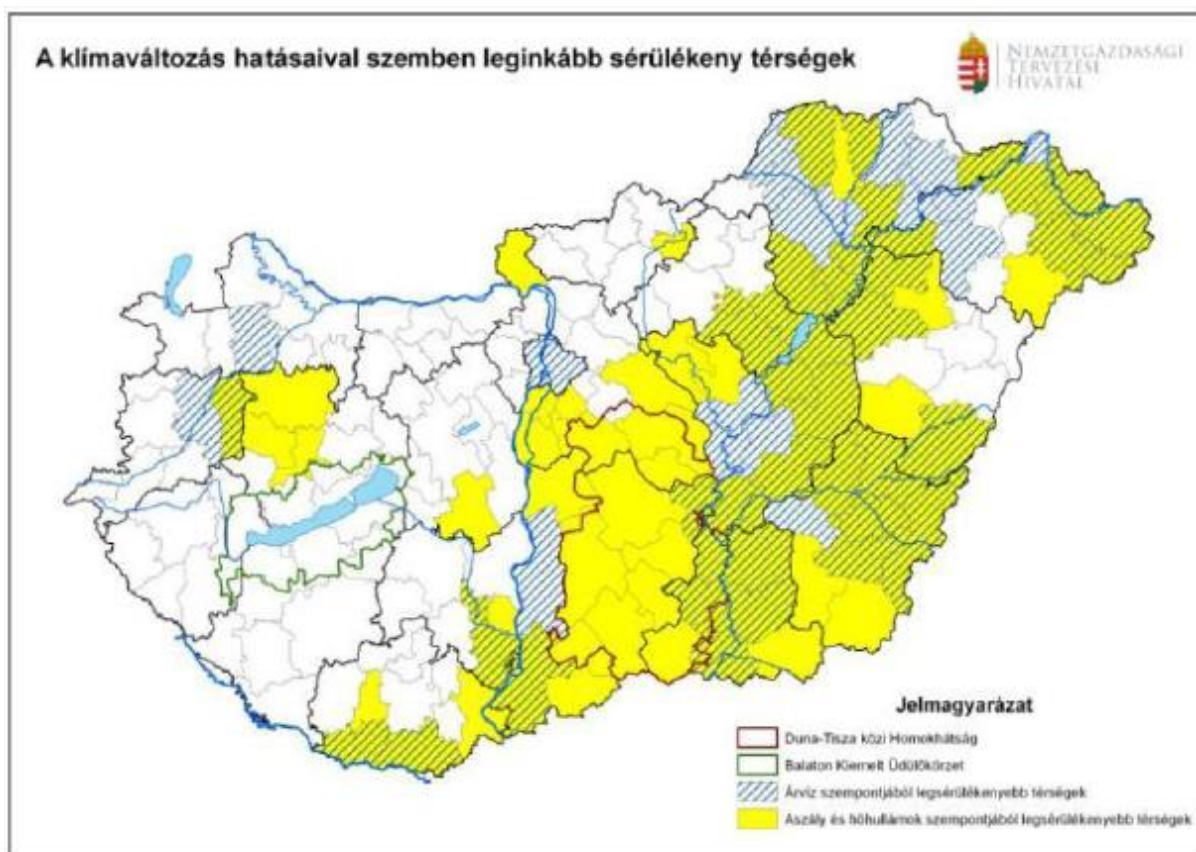 A klímaváltozás hatásaival szemben leginkább sérülékeny térségek
NEMZETGAZDASÁGI
TERVEZÉSI
HIVATAL
Jelmagyarázat
Duna-Tisza közi Homokhátság
Balaton Kiemelt Üdülőkörzet
Árvíz szempontjából legsérülékenyebb térségek
Aszály és hőhullámok szempontjából legsérülékenyebb térségek